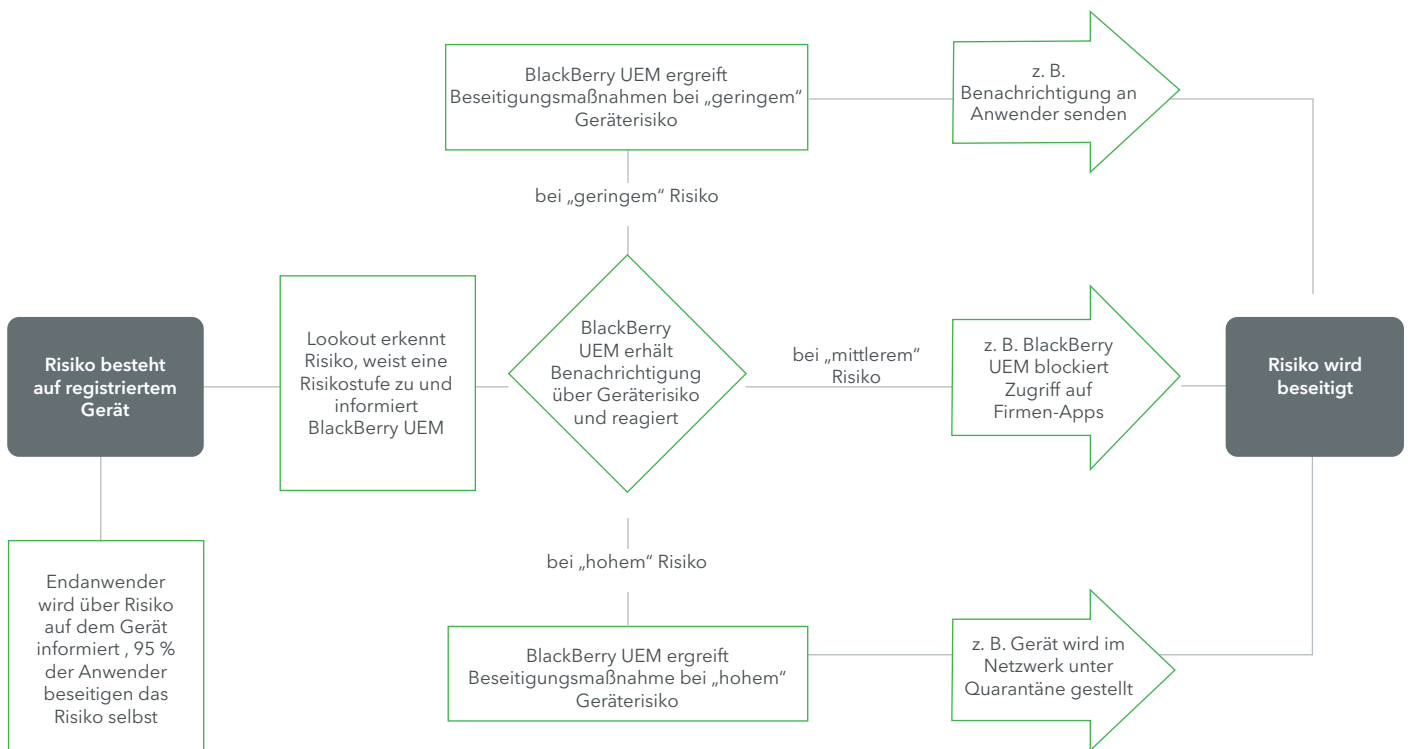 BlackBerry UEM ergreift
Beseitigungsmaßnahmen bei „geringem“
Geräterisiko
z. B.
Benachrichtigung an
Anwender senden
bei „geringem“ Risiko
Risiko besteht
auf registriertem
Gerät
Lookout erkennt
Risiko, weist eine
Risikostufe zu und
informiert
BlackBerry UEM
BlackBerry
UEM erhält
Benachrichtigung
über Geräterisiko
und reagiert
bei „mittlerem“
Risiko
z. B. BlackBerry
UEM blockiert
Zugriff auf
Firmen-Apps
Risiko wird
beseitigt
bei „hohem“ Risiko
Endanwender
wird über Risiko
auf dem Gerät
informiert , 95 %
der Anwender
beseitigen das
Risiko selbst
BlackBerry UEM ergreift
Beseitigungsmaßnahme bei „hohem“
Geräterisiko
z. B. Gerät wird im
Netzwerk unter
Quarantäne gestellt